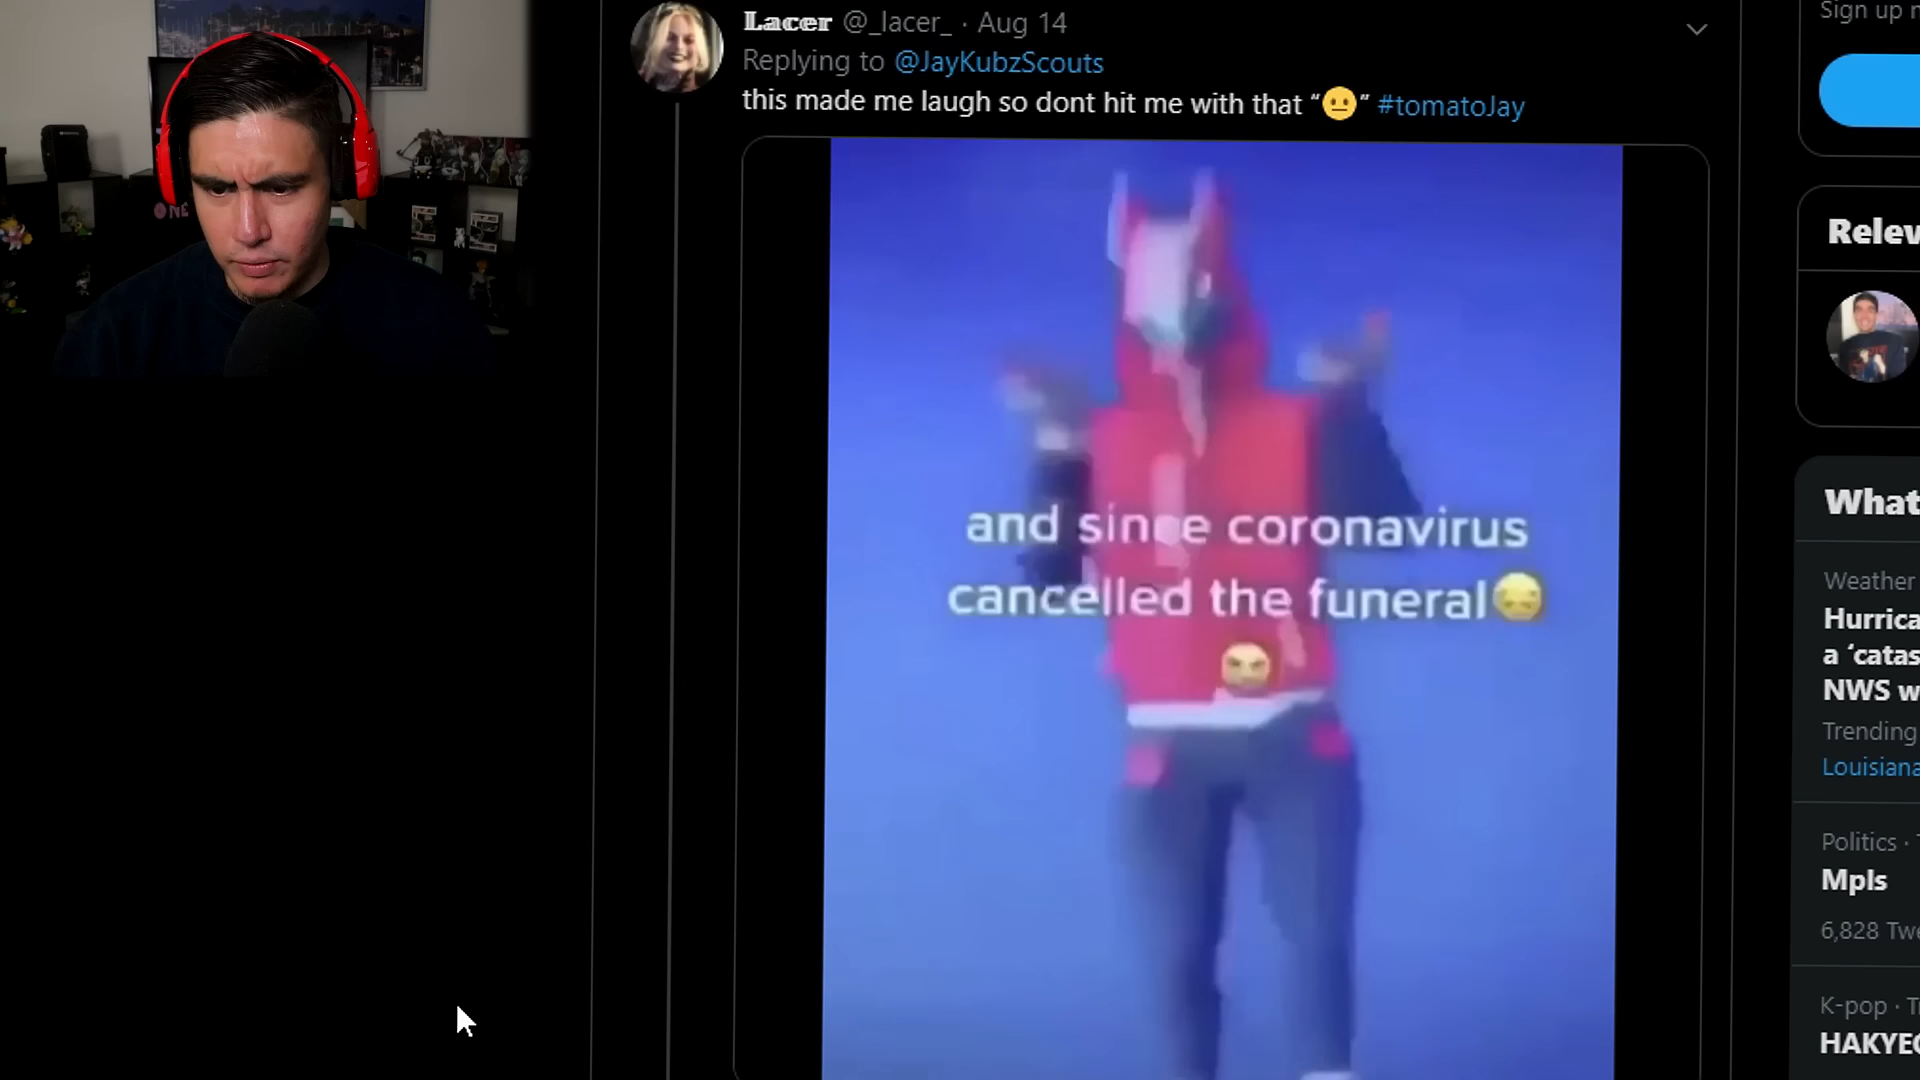 Lacer @_lacer_ · Aug 14
Replying to @JayKubzScouts
this made me laugh so dont hit me with that “😐” #tomatoJay
and since coronavirus
cancelled the funeral😔
Sign up
Relev
What
Weather
Hurrica
a ‘catas
NWS w
Trending
Louisiana
Politics ·
Mpls
6,828 Twe
K-pop ·
HAKYEO
ONE